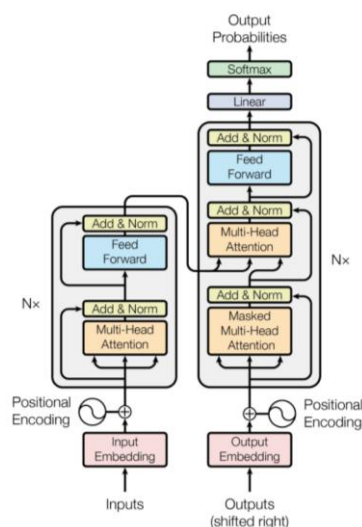 Output
Probabilities
Softmax
Linear
Add & Norm
Feed
Forward
Add & Norm
Multi-Head
Attention
Add & Norm
Masked
Multi-Head
Attention
N×
Add & Norm
Feed
Forward
N×
Add & Norm
Multi-Head
Attention
Positional
Encoding
Positional
Encoding
Input
Embedding
Output
Embedding
Inputs
Outputs
(shifted right)